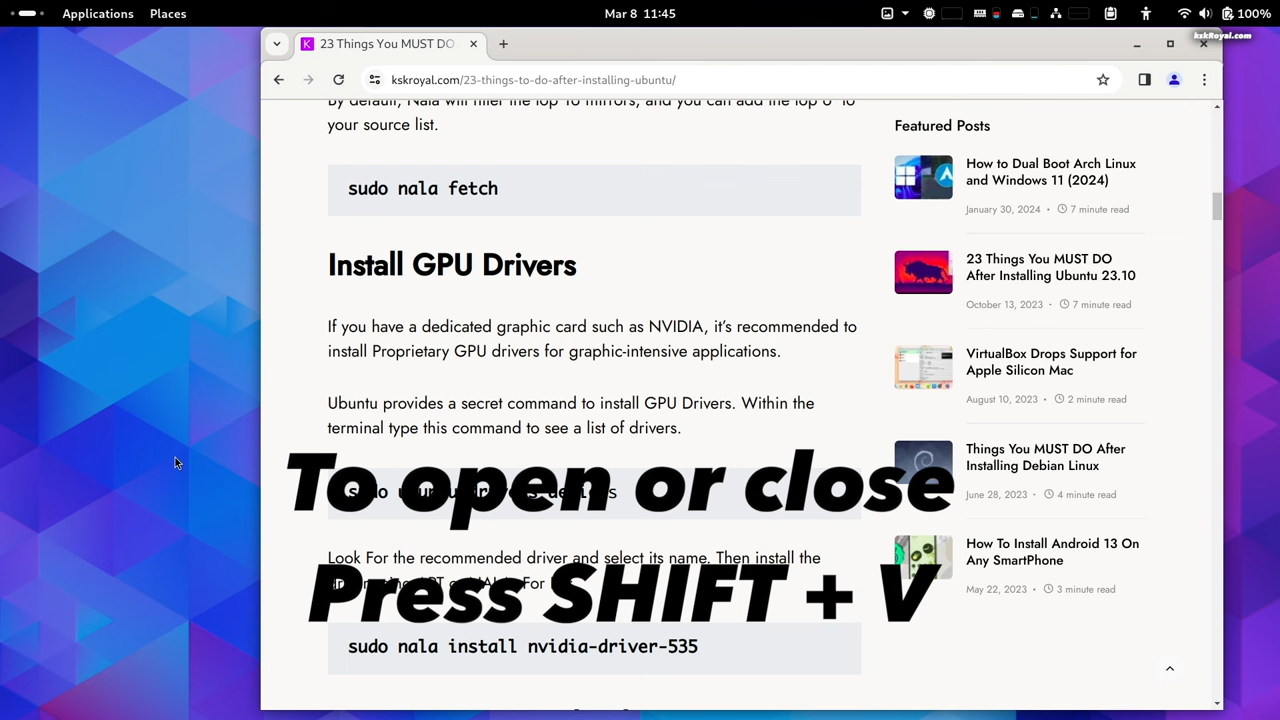 Applications Places
Mar 8 11:45
100%
kskRoyal.com
23 Things You MUST DO
kskroyal.com/23-things-to-do-after-installing-ubuntu/
your source list.
sudo nala fetch
Install GPU Drivers
If you have a dedicated graphic card such as NVIDIA, it's recommended to
install Proprietary GPU drivers for graphic-intensive applications.
Ubuntu provides a secret command to install GPU Drivers. Within the
terminal type this command to see a list of drivers.
To open or close
Look For the recommended driver and select its name. Then install the
Press SHIFT + V
sudo nala install nvidia-driver-535
Featured Posts
How to Dual Boot Arch Linux
and Windows 11 (2024)
January 30, 2024 • 7 minute read
23 Things You MUST DO
After Installing Ubuntu 23.10
October 13, 2023 • 7 minute read
VirtualBox Drops Support for
Apple Silicon Mac
August 10, 2023 • 2 minute read
Things You MUST DO After
Installing Debian Linux
June 28, 2023 • 4 minute read
How To Install Android 13 On
Any SmartPhone
May 22, 2023 • 3 minute read